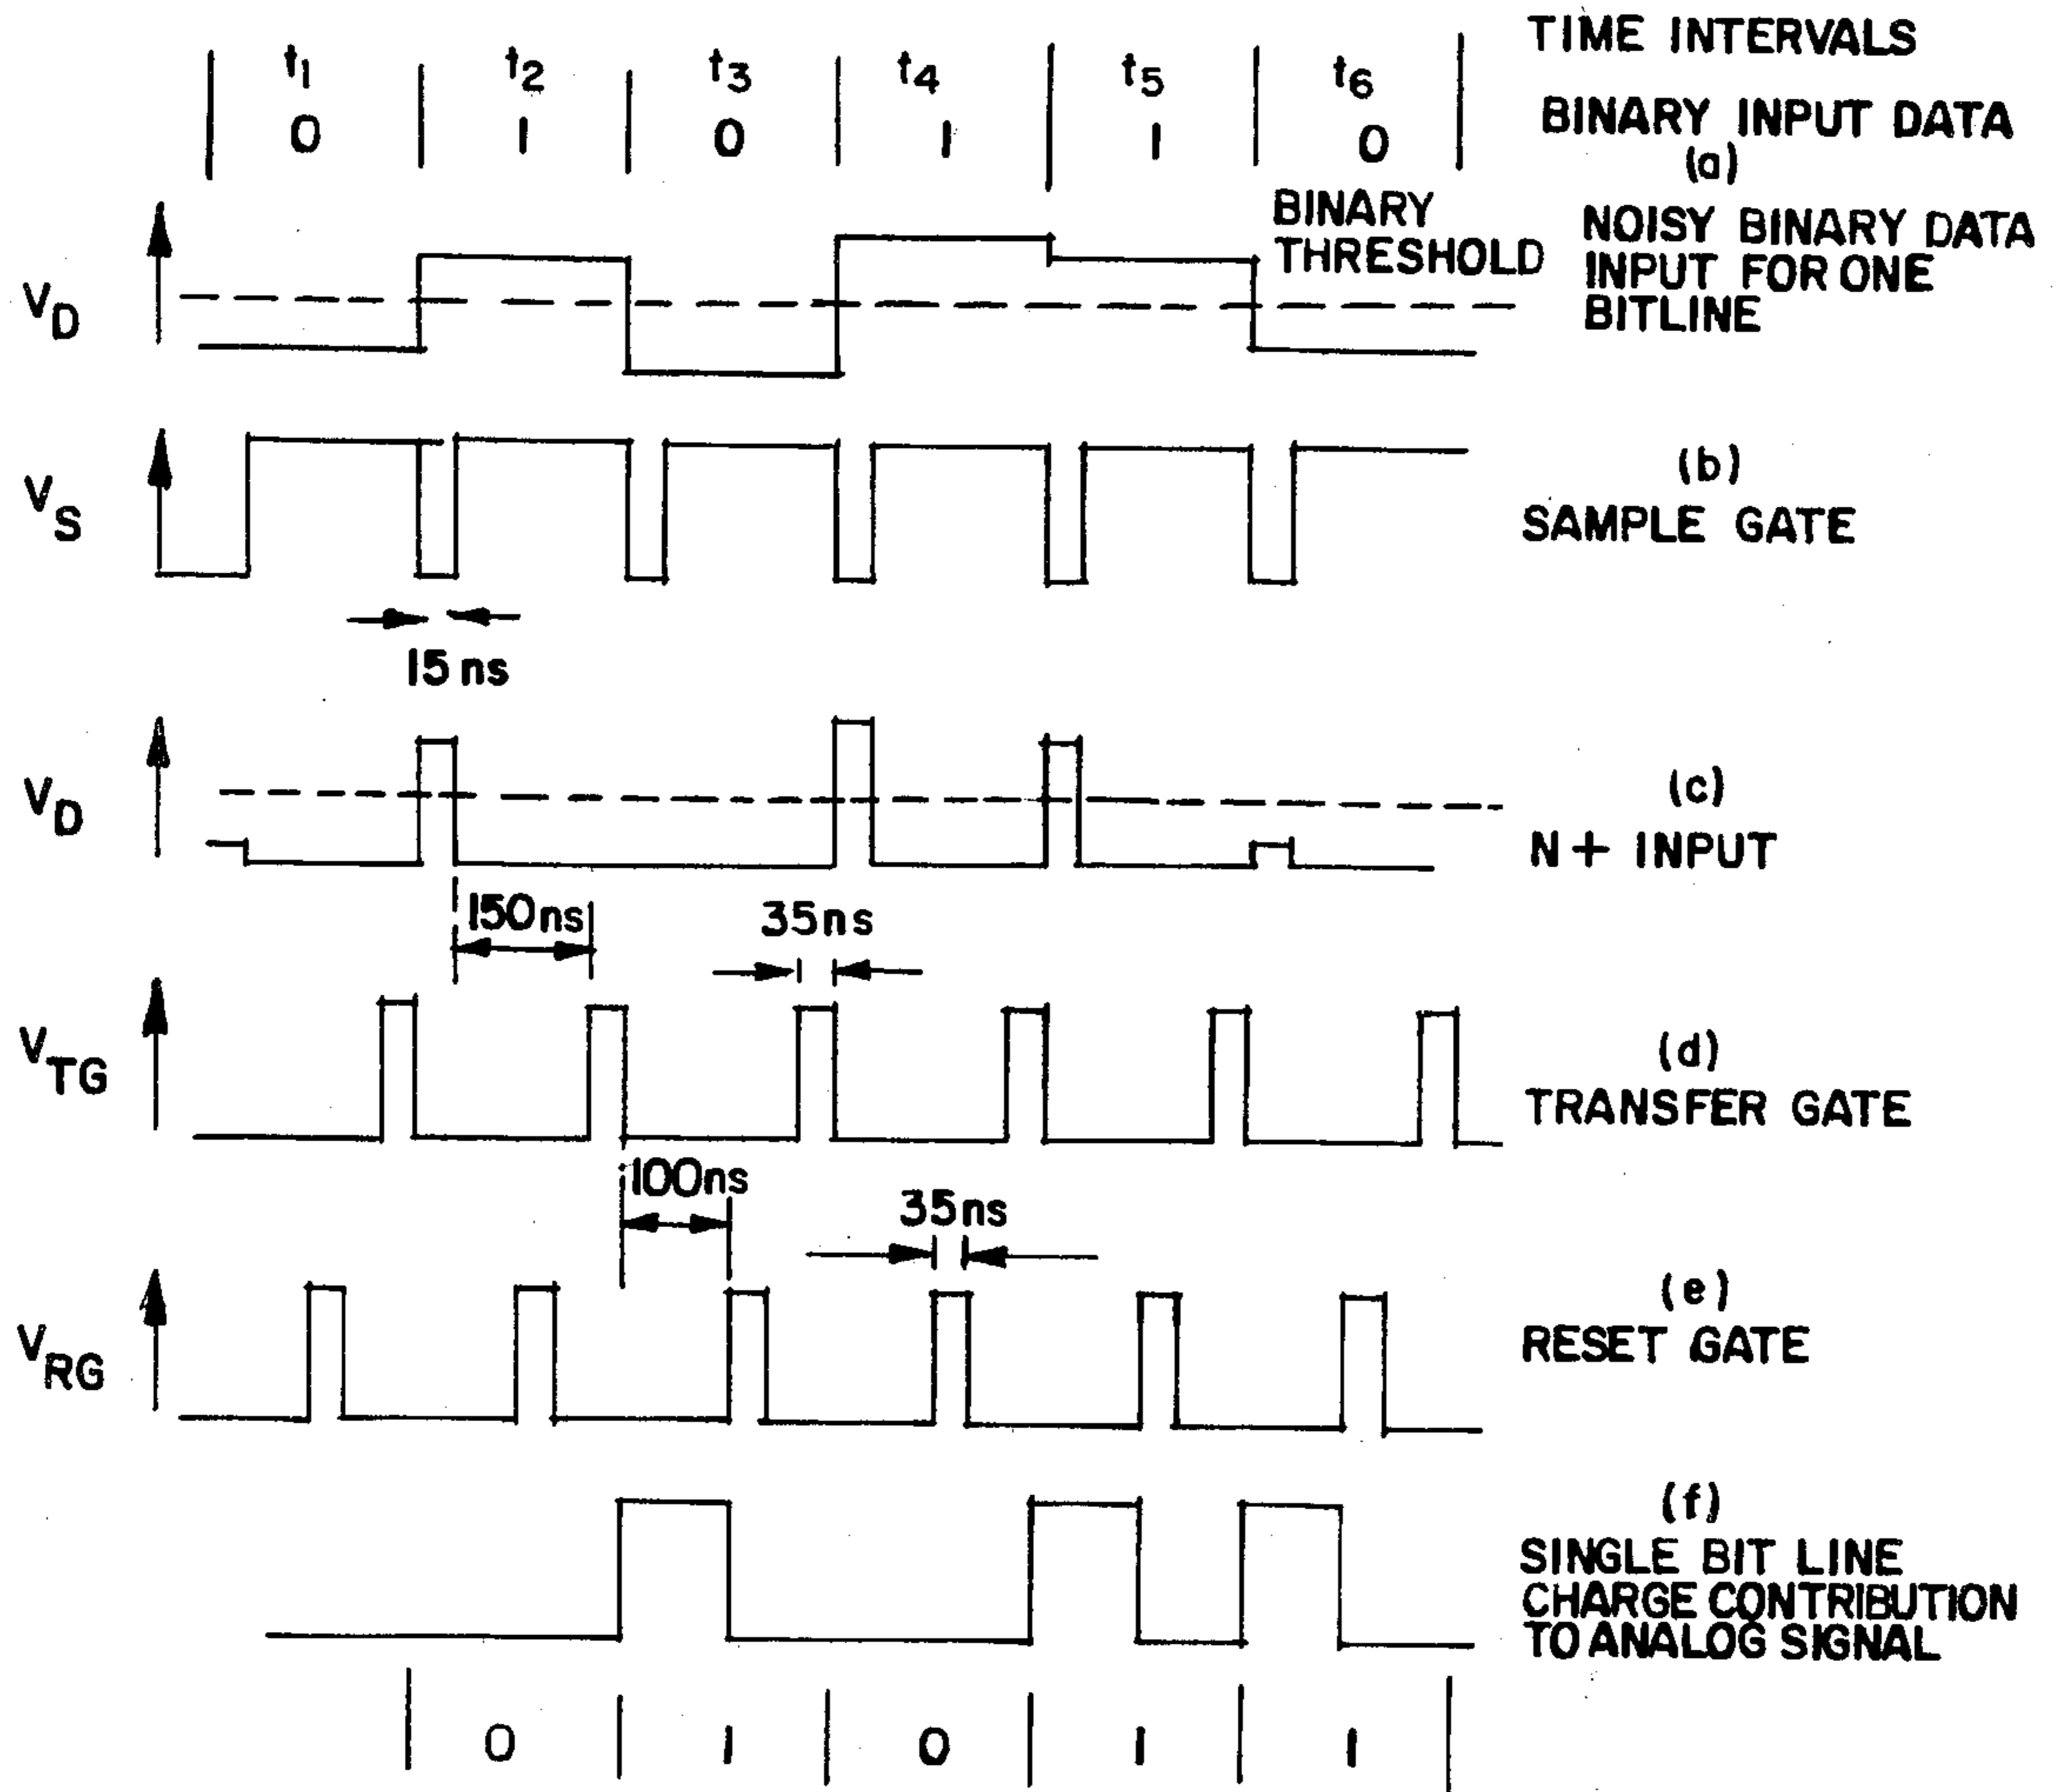 TIME INTERVALS
t1 t2 t3 t4 t5 t6
0 1 0 1 1 0
BINARY INPUT DATA
(a)
BINARY
THRESHOLD
NOISY BINARY DATA
INPUT FOR ONE
BITLINE
VD
VS
(b)
SAMPLE GATE
15ns
VD
(c)
N+ INPUT
150ns
35ns
VTG
(d)
TRANSFER GATE
100ns
35ns
VRG
(e)
RESET GATE
(f)
SINGLE BIT LINE
CHARGE CONTRIBUTION
TO ANALOG SIGNAL
0 1 0 1 1